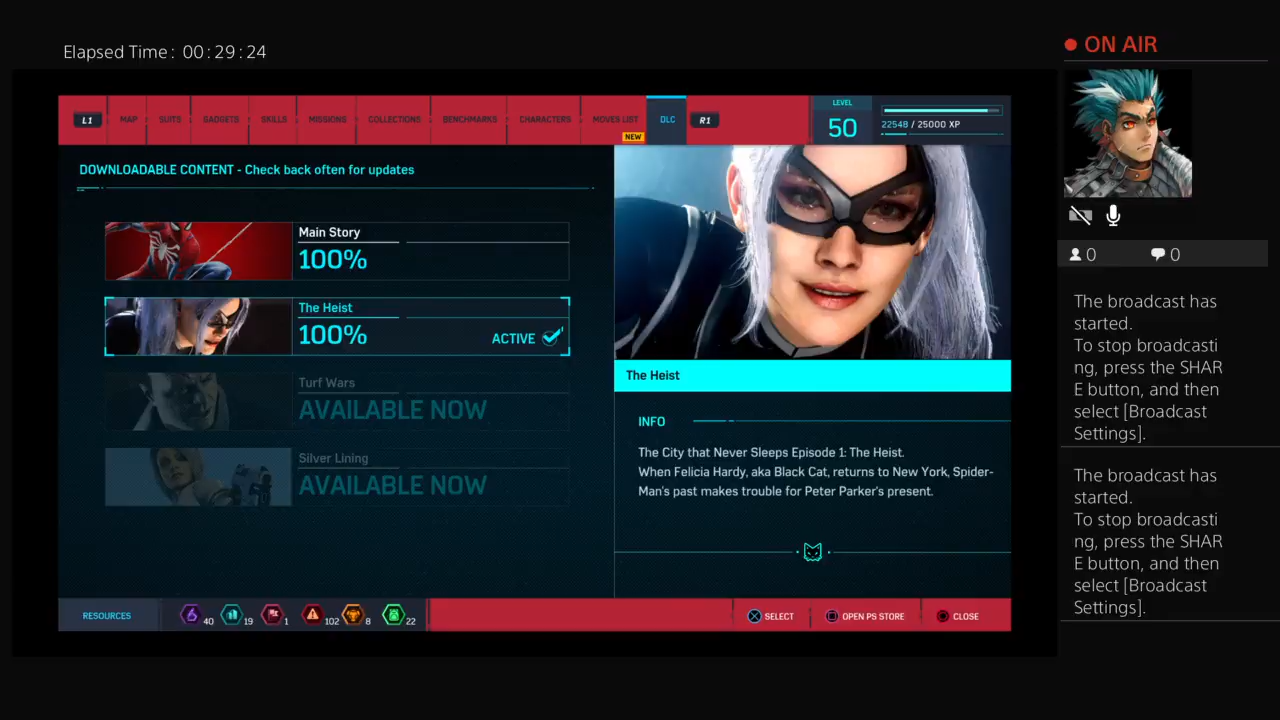 Elapsed Time: 00:29:24
ON AIR
L1 MAP SUITS GADGETS SKILLS MISSIONS COLLECTIONS BENCHMARKS CHARACTERS MOVES LIST DLC R1
NEW
LEVEL
50
22548 / 25000 XP
DOWNLOADABLE CONTENT - Check back often for updates
Main Story
100%
The Heist
100%
ACTIVE
Turf Wars
AVAILABLE NOW
Silver Lining
AVAILABLE NOW
The Heist
INFO
The City that Never Sleeps Episode 1: The Heist.
When Felicia Hardy, aka Black Cat, returns to New York, Spider-
Man's past makes trouble for Peter Parker's present.
RESOURCES 40 19 1 102 8 22
SELECT OPEN PS STORE CLOSE
0 0
The broadcast has
started.
To stop broadcasti
ng, press the SHAR
E button, and then
select [Broadcast
Settings].
The broadcast has
started.
To stop broadcasti
ng, press the SHAR
E button, and then
select [Broadcast
Settings].